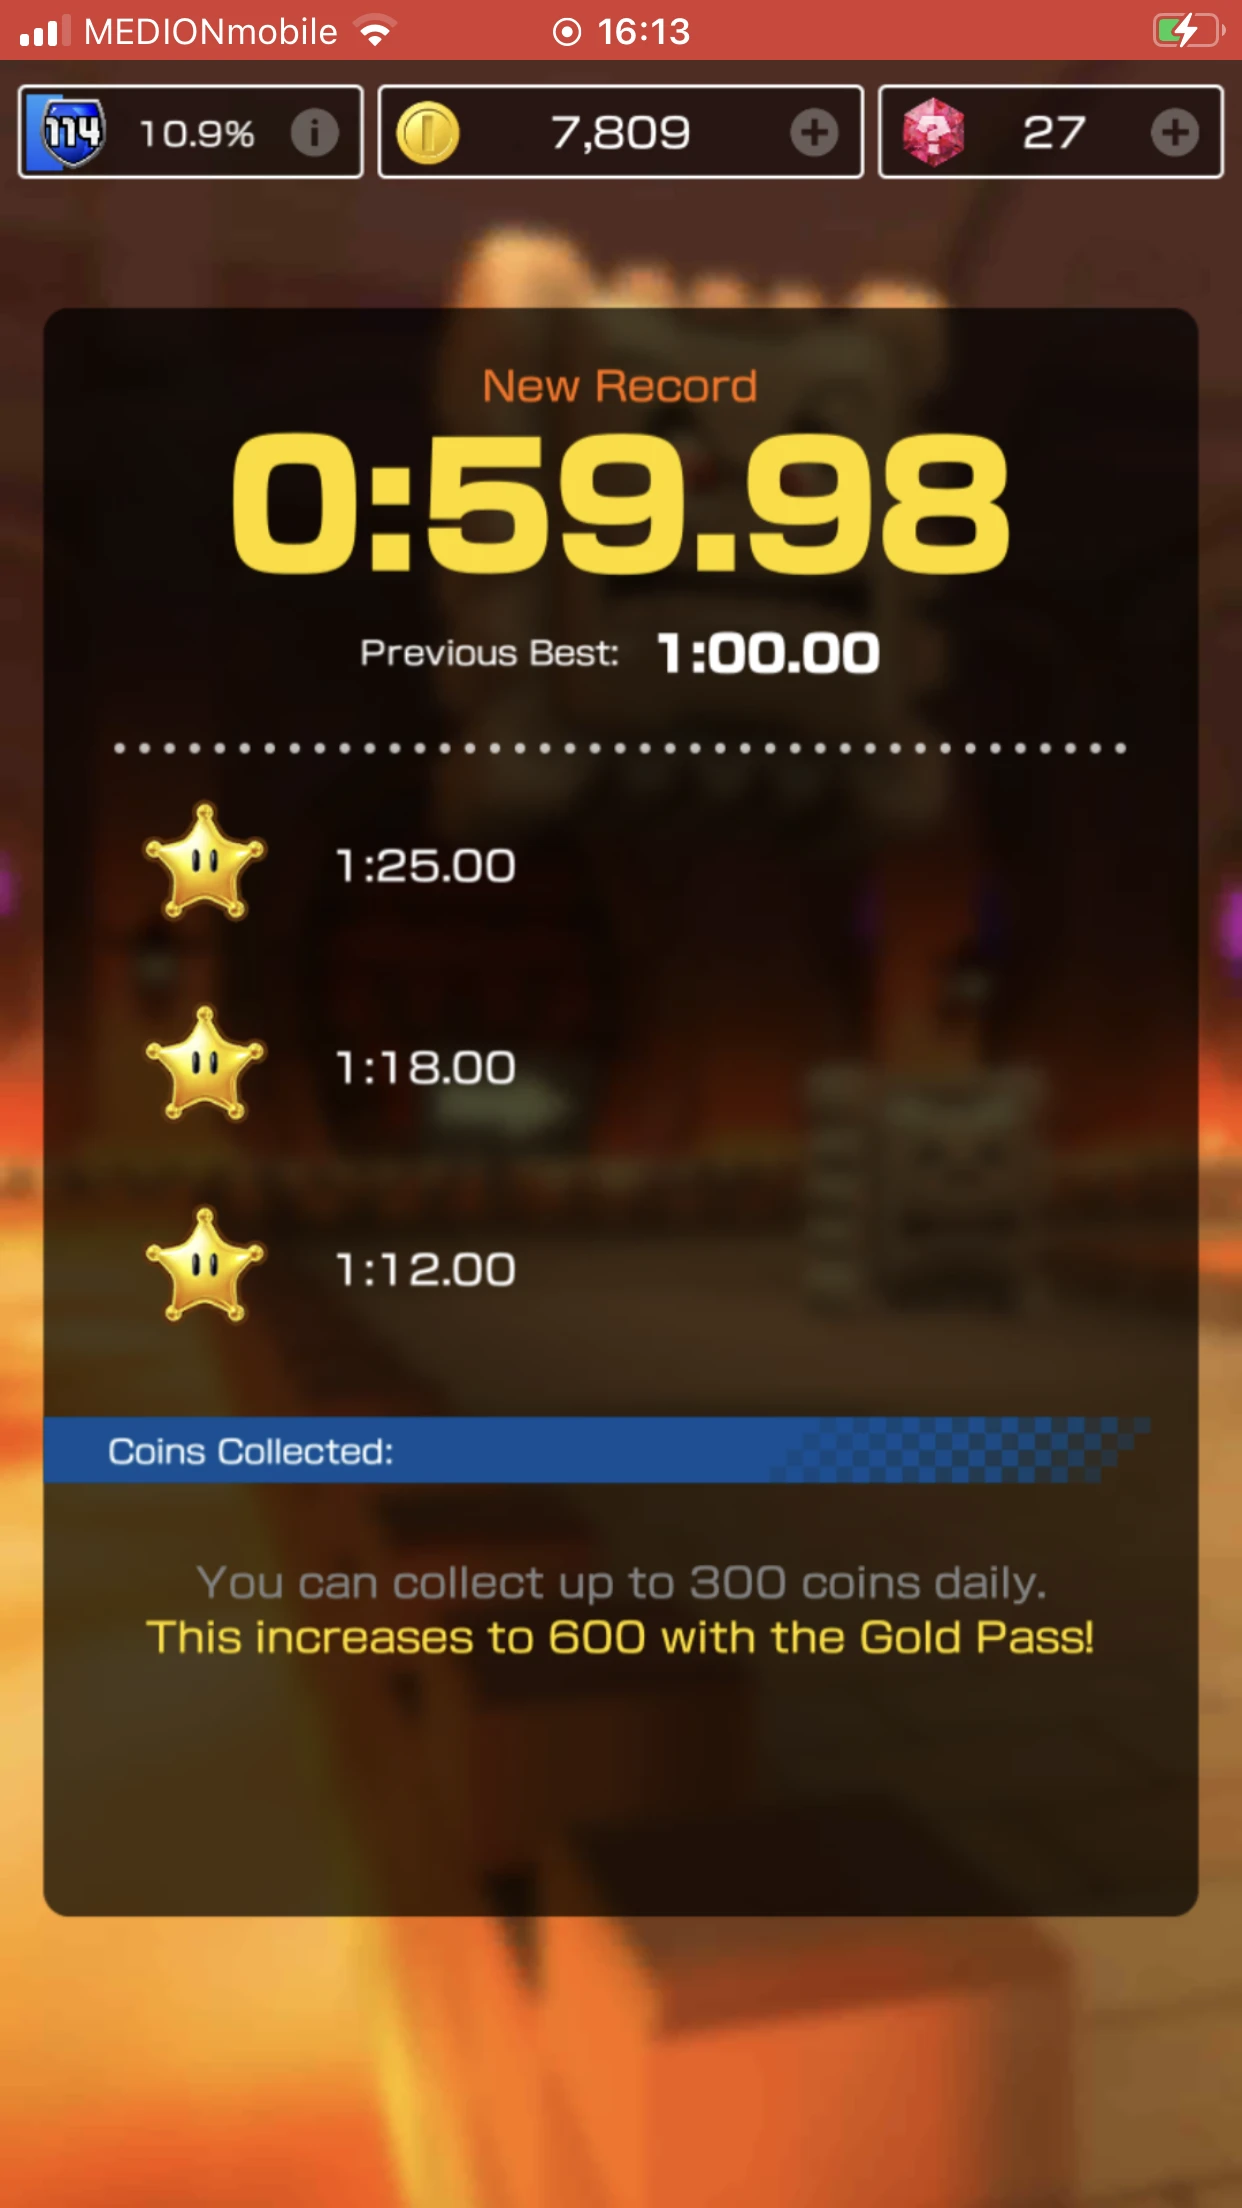 MEDIONmobile 16:13
114 10.9% i 7,809 + ? 27 +
New Record
0:59.98
Previous Best: 1:00.00
1:25.00
1:18.00
1:12.00
Coins Collected:
You can collect up to 300 coins daily.
This increases to 600 with the Gold Pass!